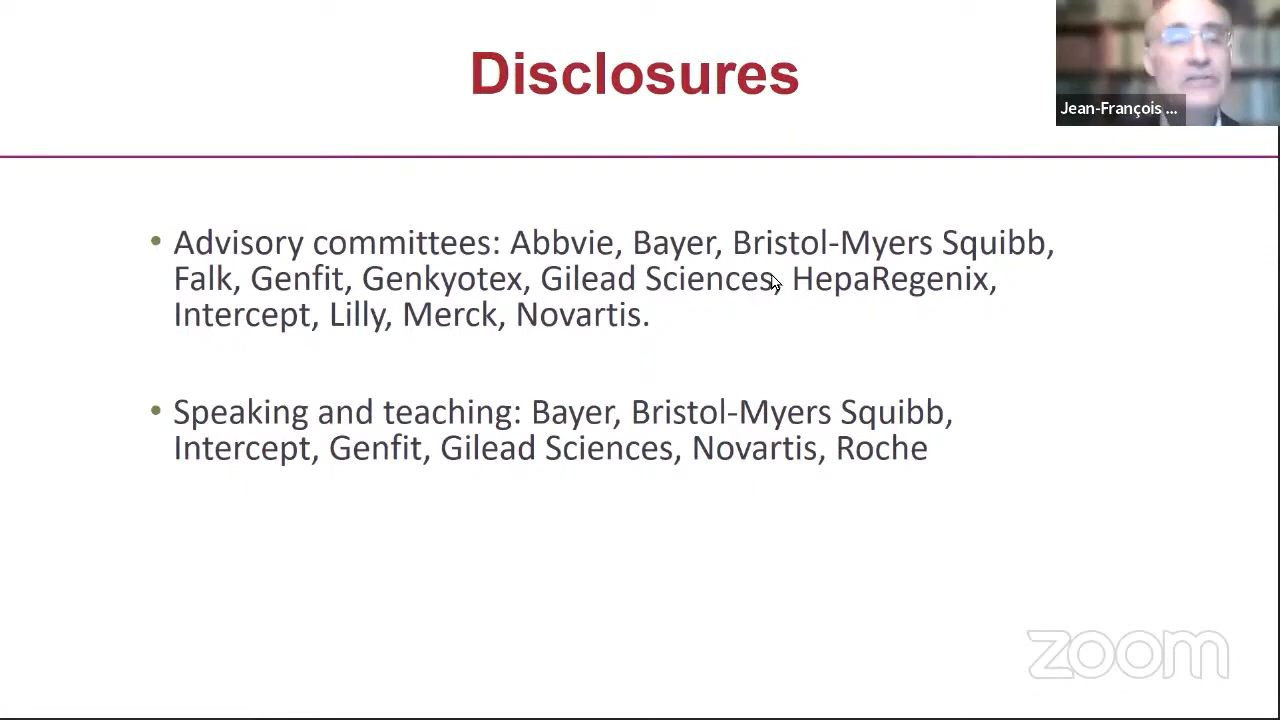 Disclosures
Jean-François ...
• Advisory committees: Abbvie, Bayer, Bristol-Myers Squibb,
Falk, Genfit, Genkyotex, Gilead Sciences, HepaRegenix,
Intercept, Lilly, Merck, Novartis.
• Speaking and teaching: Bayer, Bristol-Myers Squibb,
Intercept, Genfit, Gilead Sciences, Novartis, Roche
zoom